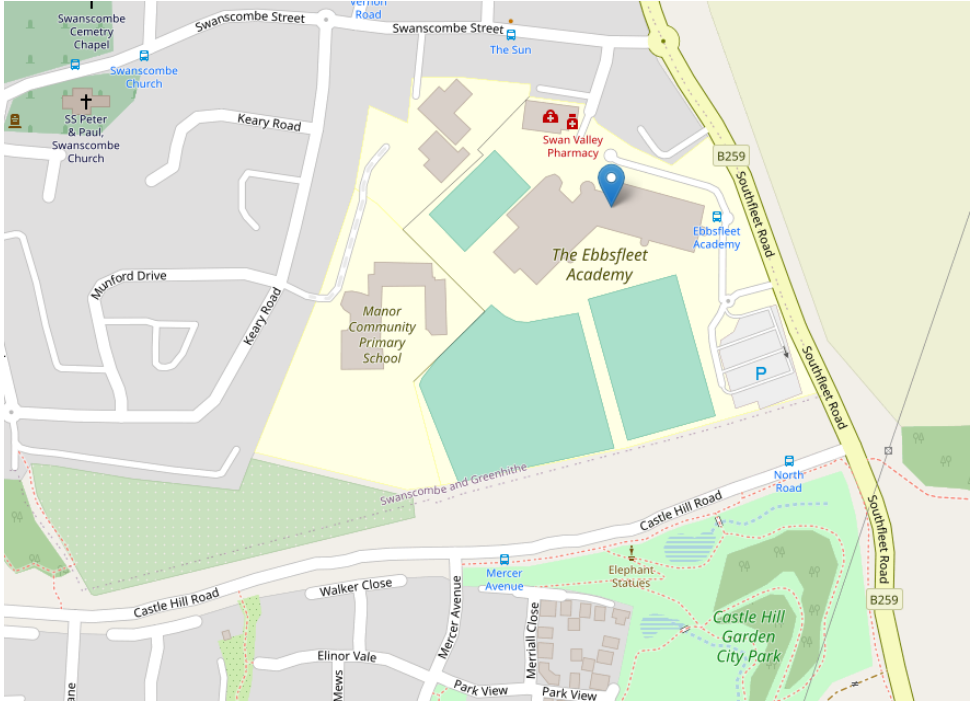 Vernon
Road
Swanscombe
Cemetry
Chapel
Swanscombe Street
Swanscombe Street
The Sun
Swanscombe
Church
SS Peter
& Paul,
Swanscombe
Church
Keary Road
Swan Valley
Pharmacy
B259
Southfleet Road
Ebbsfleet
Academy
The Ebbsfleet
Academy
Munford Drive
Keary Road
Manor
Community
Primary
School
Southfleet Road
P
Swanscombe and Greenhithe
North
Road
Castle Hill Road
Southfleet Road
Mercer
Avenue
Elephant
Statues
Walker Close
Castle Hill Road
Mercer Avenue
Merriall Close
B259
Castle Hill
Garden
City Park
Elinor Vale
ane
Mews
Park View
Park View